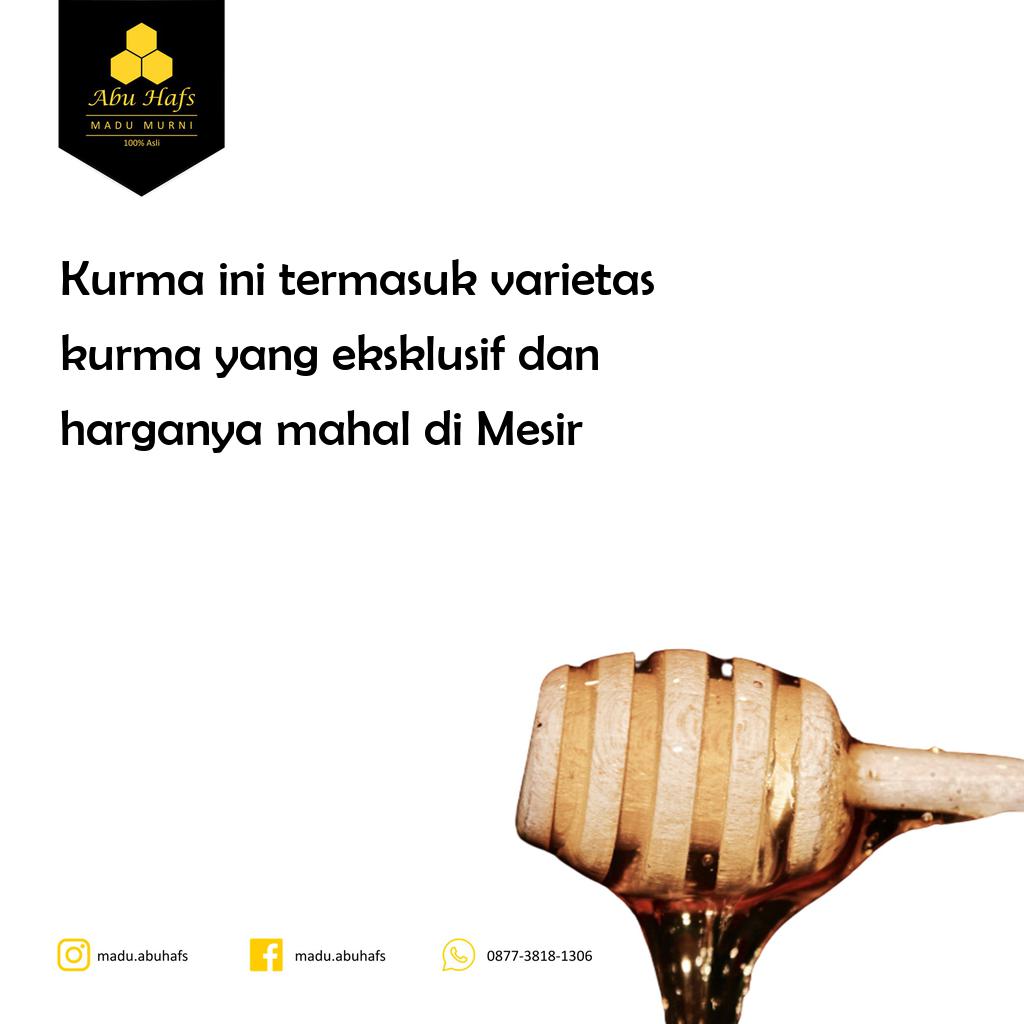 Abu Hafs
MADU MURNI
100% Asli
Kurma ini termasuk varietas
kurma yang eksklusif dan
harganya mahal di Mesir
madu.abuhafs
madu.abuhafs
0877-3818-1306